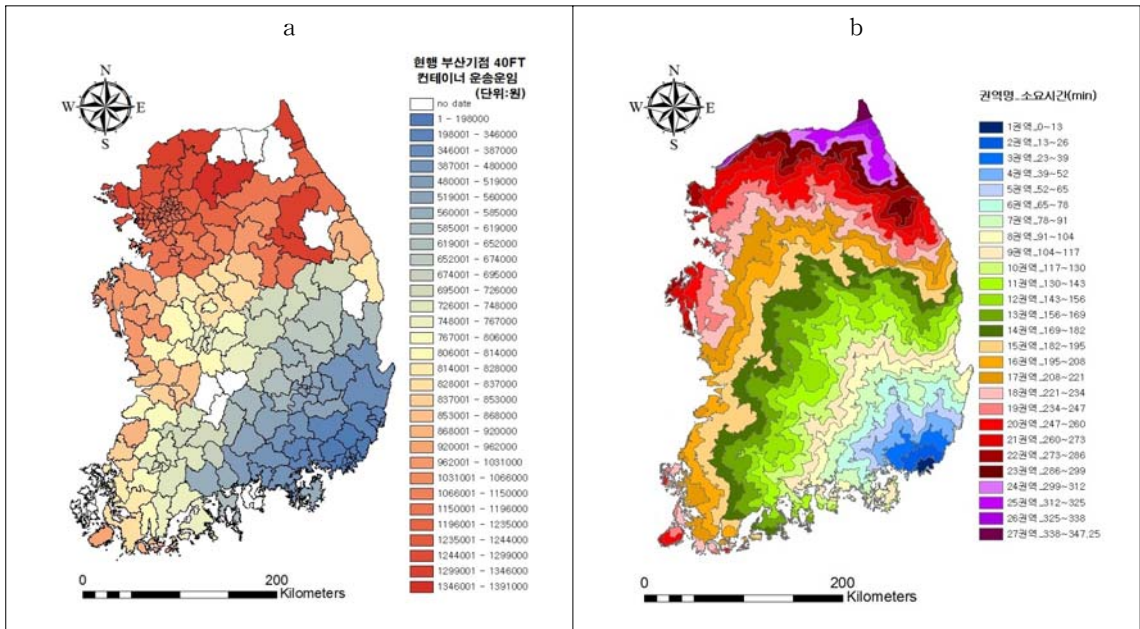 a
현행 부산기점 40FT
컨테이너 운송운임
(단위:원)
N
W
E
S
no date
1 - 198000
198001 - 346000
346001 - 387000
387001 - 480000
480001 - 519000
519001 - 560000
560001 - 585000
585001 - 619000
619001 - 652000
652001 - 674000
674001 - 695000
695001 - 726000
726001 - 748000
748001 - 767000
767001 - 806000
806001 - 814000
814001 - 828000
828001 - 837000
837001 - 853000
853001 - 868000
868001 - 920000
920001 - 962000
962001 - 1031000
1031001 - 1066000
1066001 - 1150000
1150001 - 1196000
1196001 - 1235000
1235001 - 1244000
1244001 - 1299000
1299001 - 1346000
1346001 - 1391000
0
200
Kilometers
b
권역명_소요시간(min)
N
W
E
S
1권역_0~13
2권역_13~26
3권역_23~39
4권역_39~52
5권역_52~65
6권역_65~78
7권역_78~91
8권역_91~104
9권역_104~117
10권역_117~130
11권역_130~143
12권역_143~156
13권역_156~169
14권역_169~182
15권역_182~195
16권역_195~208
17권역_208~221
18권역_221~234
19권역_234~247
20권역_247~260
21권역_260~273
22권역_273~286
23권역_286~299
24권역_299~312
25권역_312~325
26권역_325~338
27권역_338~347,25
0
200
Kilometers